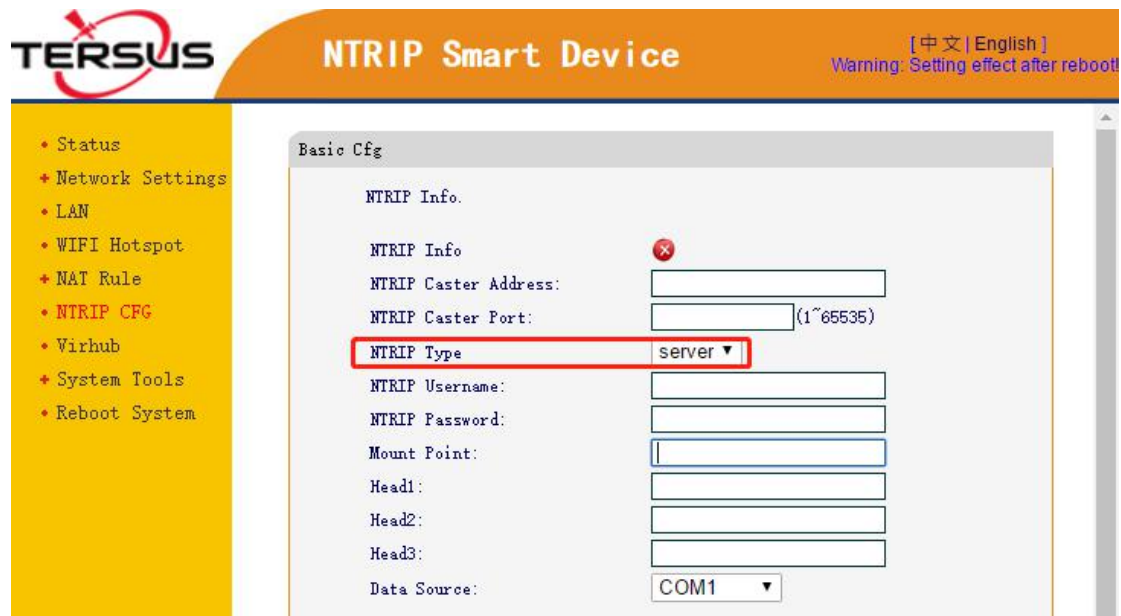 TERSUS
NTRIP Smart Device
[ 中文 | English ]
Warning: Setting effect after reboot!
Status
Network Settings
LAN
WIFI Hotspot
NAT Rule
NTRIP CFG
Virhub
System Tools
Reboot System
Basic Cfg
NTRIP Info.
NTRIP Info
NTRIP Caster Address:
NTRIP Caster Port: (1~65535)
NTRIP Type server
NTRIP Username:
NTRIP Password:
Mount Point:
Head1:
Head2:
Head3:
Data Source: COM1